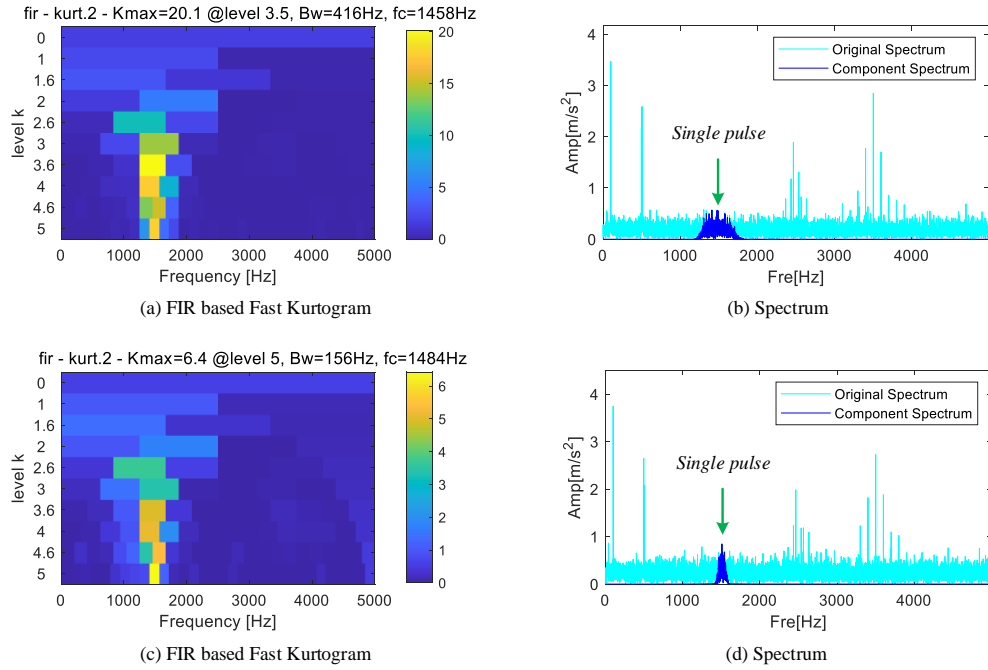 fir - kurt.2 - Kmax=20.1 @level 3.5, Bw=416Hz, fc=1458Hz
level k
0
1
1.6
2
2.6
3
3.6
4
4.6
5
0 1000 2000 3000 4000 5000
Frequency [Hz]
20
15
10
5
0
(a) FIR based Fast Kurtogram
Amp[m/s²]
4
3
2
1
0
Original Spectrum
Component Spectrum
Single pulse
0 1000 2000 3000 4000
Fre[Hz]
(b) Spectrum
fir - kurt.2 - Kmax=6.4 @level 5, Bw=156Hz, fc=1484Hz
level k
0
1
1.6
2
2.6
3
3.6
4
4.6
5
0 1000 2000 3000 4000 5000
Frequency [Hz]
6
5
4
3
2
1
0
(c) FIR based Fast Kurtogram
Amp[m/s²]
4
3
2
1
0
Original Spectrum
Component Spectrum
Single pulse
0 1000 2000 3000 4000
Fre[Hz]
(d) Spectrum